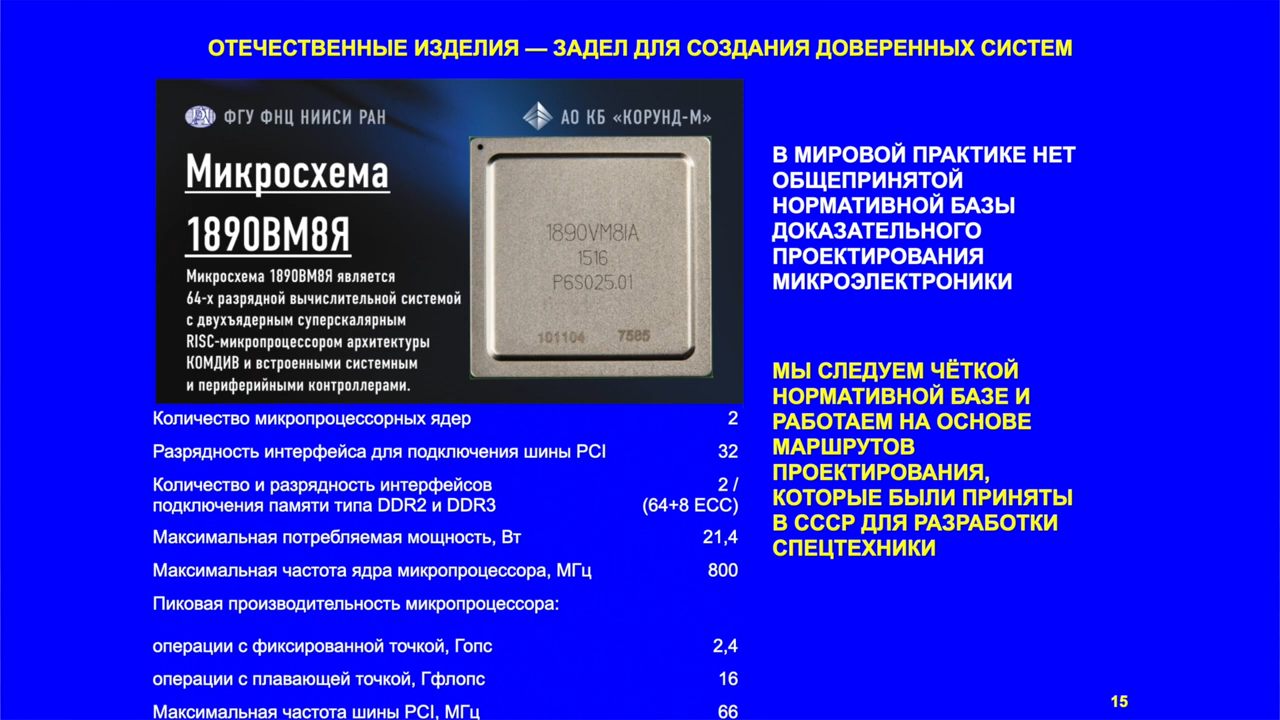 ОТЕЧЕСТВЕННЫЕ ИЗДЕЛИЯ — ЗАДЕЛ ДЛЯ СОЗДАНИЯ ДОВЕРЕННЫХ СИСТЕМ
ФГУ ФНЦ НИИСИ РАН
АО КБ «КОРУНД-М»
Микросхема
1890ВМ8Я
Микросхема 1890ВМ8Я является
64-х разрядной вычислительной системой
с двухъядерным суперскалярным
RISC-микропроцессором архитектуры
КОМДИВ и встроенными системным
и периферийными контроллерами.
1890VM8IA
1516
P6S025.01
101104 7585
Количество микропроцессорных ядер 2
Разрядность интерфейса для подключения шины PCI 32
Количество и разрядность интерфейсов 2 /
подключения памяти типа DDR2 и DDR3 (64+8 ECC)
Максимальная потребляемая мощность, Вт 21,4
Максимальная частота ядра микропроцессора, МГц 800
Пиковая производительность микропроцессора:
операции с фиксированной точкой, Гопс 2,4
операции с плавающей точкой, Гфлопс 16
Максимальная частота шины PCI, МГц 66
В МИРОВОЙ ПРАКТИКЕ НЕТ
ОБЩЕПРИНЯТОЙ
НОРМАТИВНОЙ БАЗЫ
ДОКАЗАТЕЛЬНОГО
ПРОЕКТИРОВАНИЯ
МИКРОЭЛЕКТРОНИКИ
МЫ СЛЕДУЕМ ЧЁТКОЙ
НОРМАТИВНОЙ БАЗЕ И
РАБОТАЕМ НА ОСНОВЕ
МАРШРУТОВ
ПРОЕКТИРОВАНИЯ,
КОТОРЫЕ БЫЛИ ПРИНЯТЫ
В СССР ДЛЯ РАЗРАБОТКИ
СПЕЦТЕХНИКИ
15